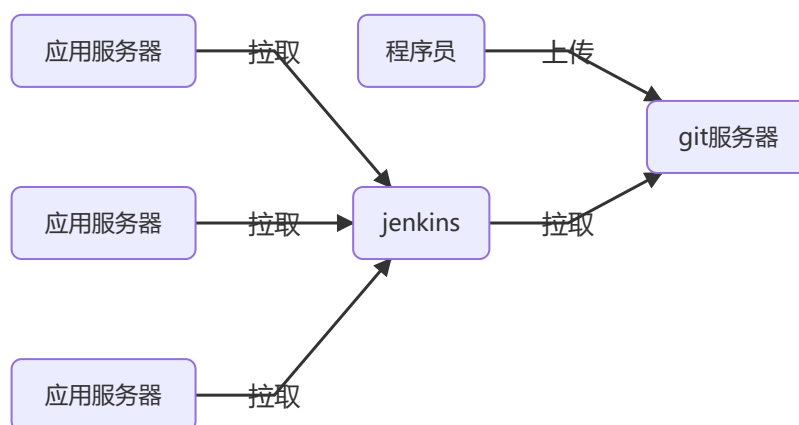 应用服务器
拉取
程序员
上传
git服务器
应用服务器
拉取
jenkins
拉取
应用服务器
拉取